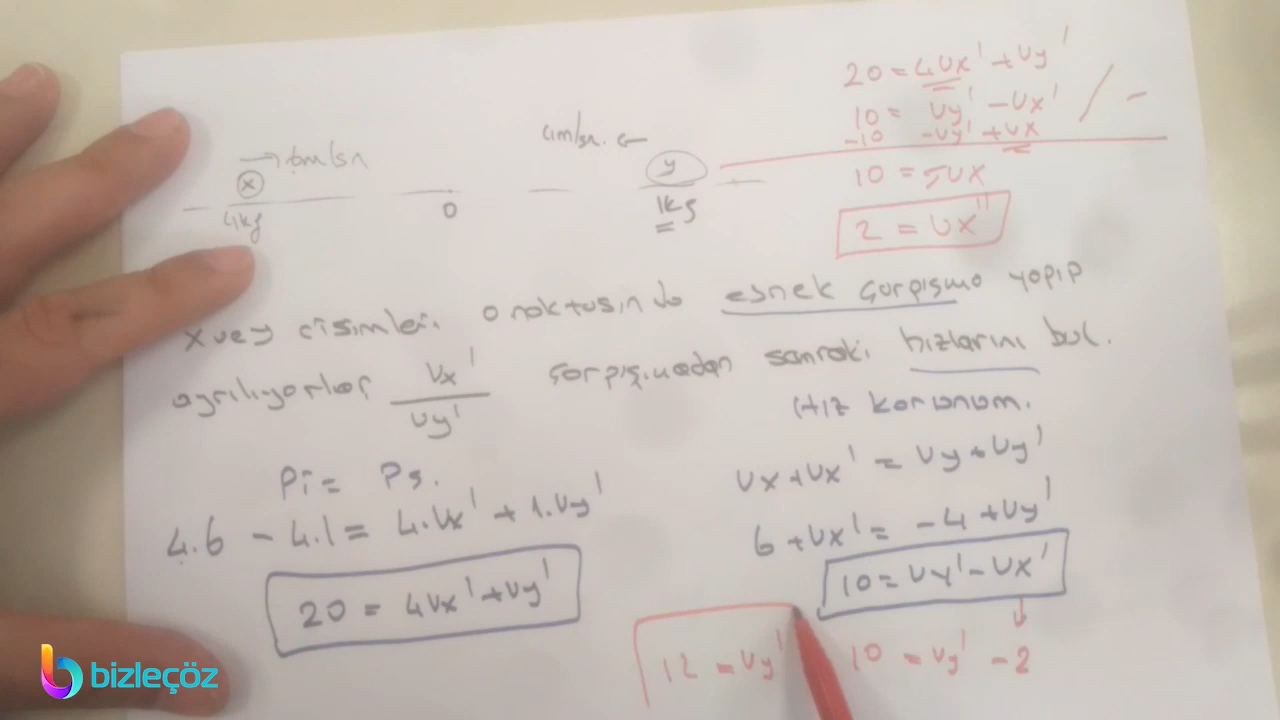 20 = 4Vx' + Vy'
10 = Vy' - Vx' / -
-10 -Vy' + Vx
10 = 5Vx
2 = Vx'
4m/sn.
6m/sn
x
y
4kg
0
1kg
x ve y cisimleri 0 noktasında esnek çarpışma yapıp
ayrılıyorlar Vx' / Vy' çarpışmadan sonraki hızlarını bul.
Hız korunum.
Pi = Ps.
Vx + Vx' = Vy + Vy'
4.6 - 4.1 = 4.Vx' + 1.Vy'
6 + Vx' = -4 + Vy'
20 = 4Vx' + Vy'
10 = Vy' - Vx'
12 = Vy'
10 = Vy' - 2
bizleçöz